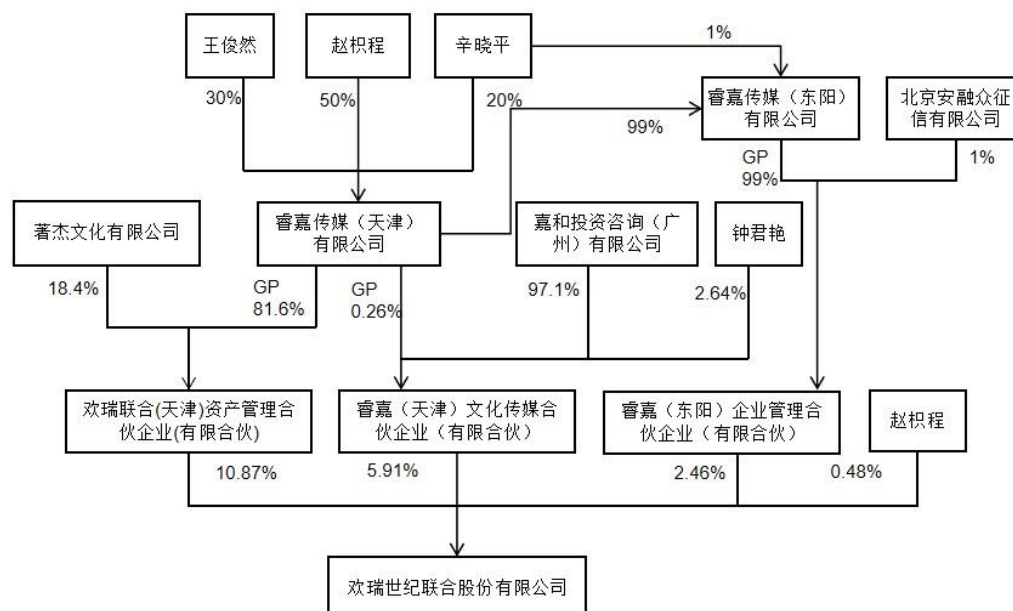 王俊然
赵枳程
辛晓平
1%
30%
50%
20%
睿嘉传媒（东阳）
有限公司
北京安融众征
信有限公司
99%
GP
99%
1%
著杰文化有限公司
睿嘉传媒（天津）
有限公司
嘉和投资咨询（广
州）有限公司
钟君艳
18.4%
GP
81.6%
GP
0.26%
97.1%
2.64%
欢瑞联合(天津)资产管理合
伙企业(有限合伙)
睿嘉（天津）文化传媒合
伙企业（有限合伙）
睿嘉（东阳）企业管理合
伙企业（有限合伙）
赵枳程
10.87%
5.91%
2.46%
0.48%
欢瑞世纪联合股份有限公司